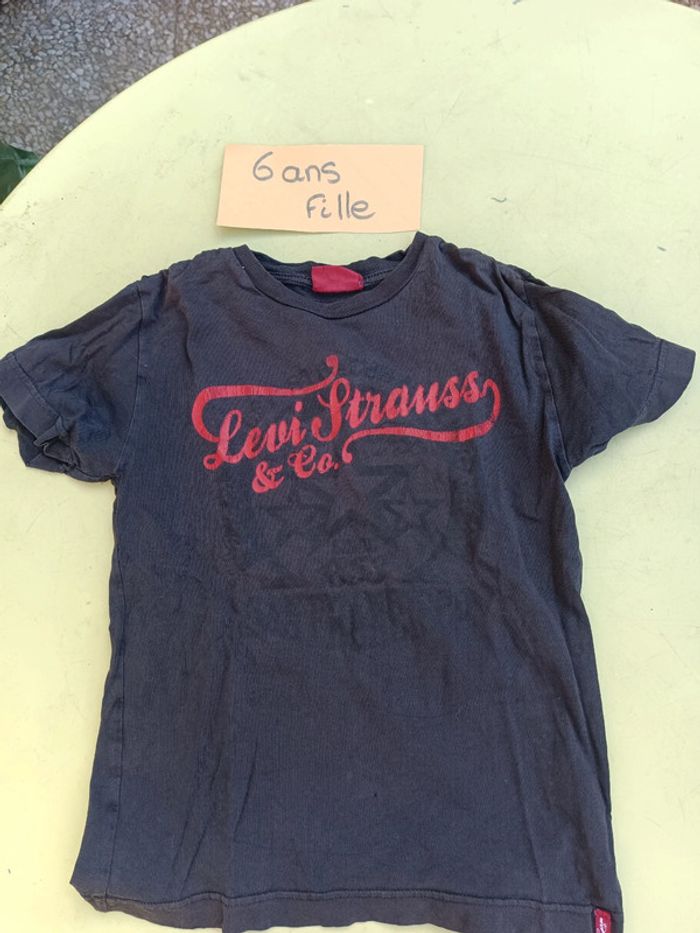 6 ans
Fille
Levi Strauss
& Co.